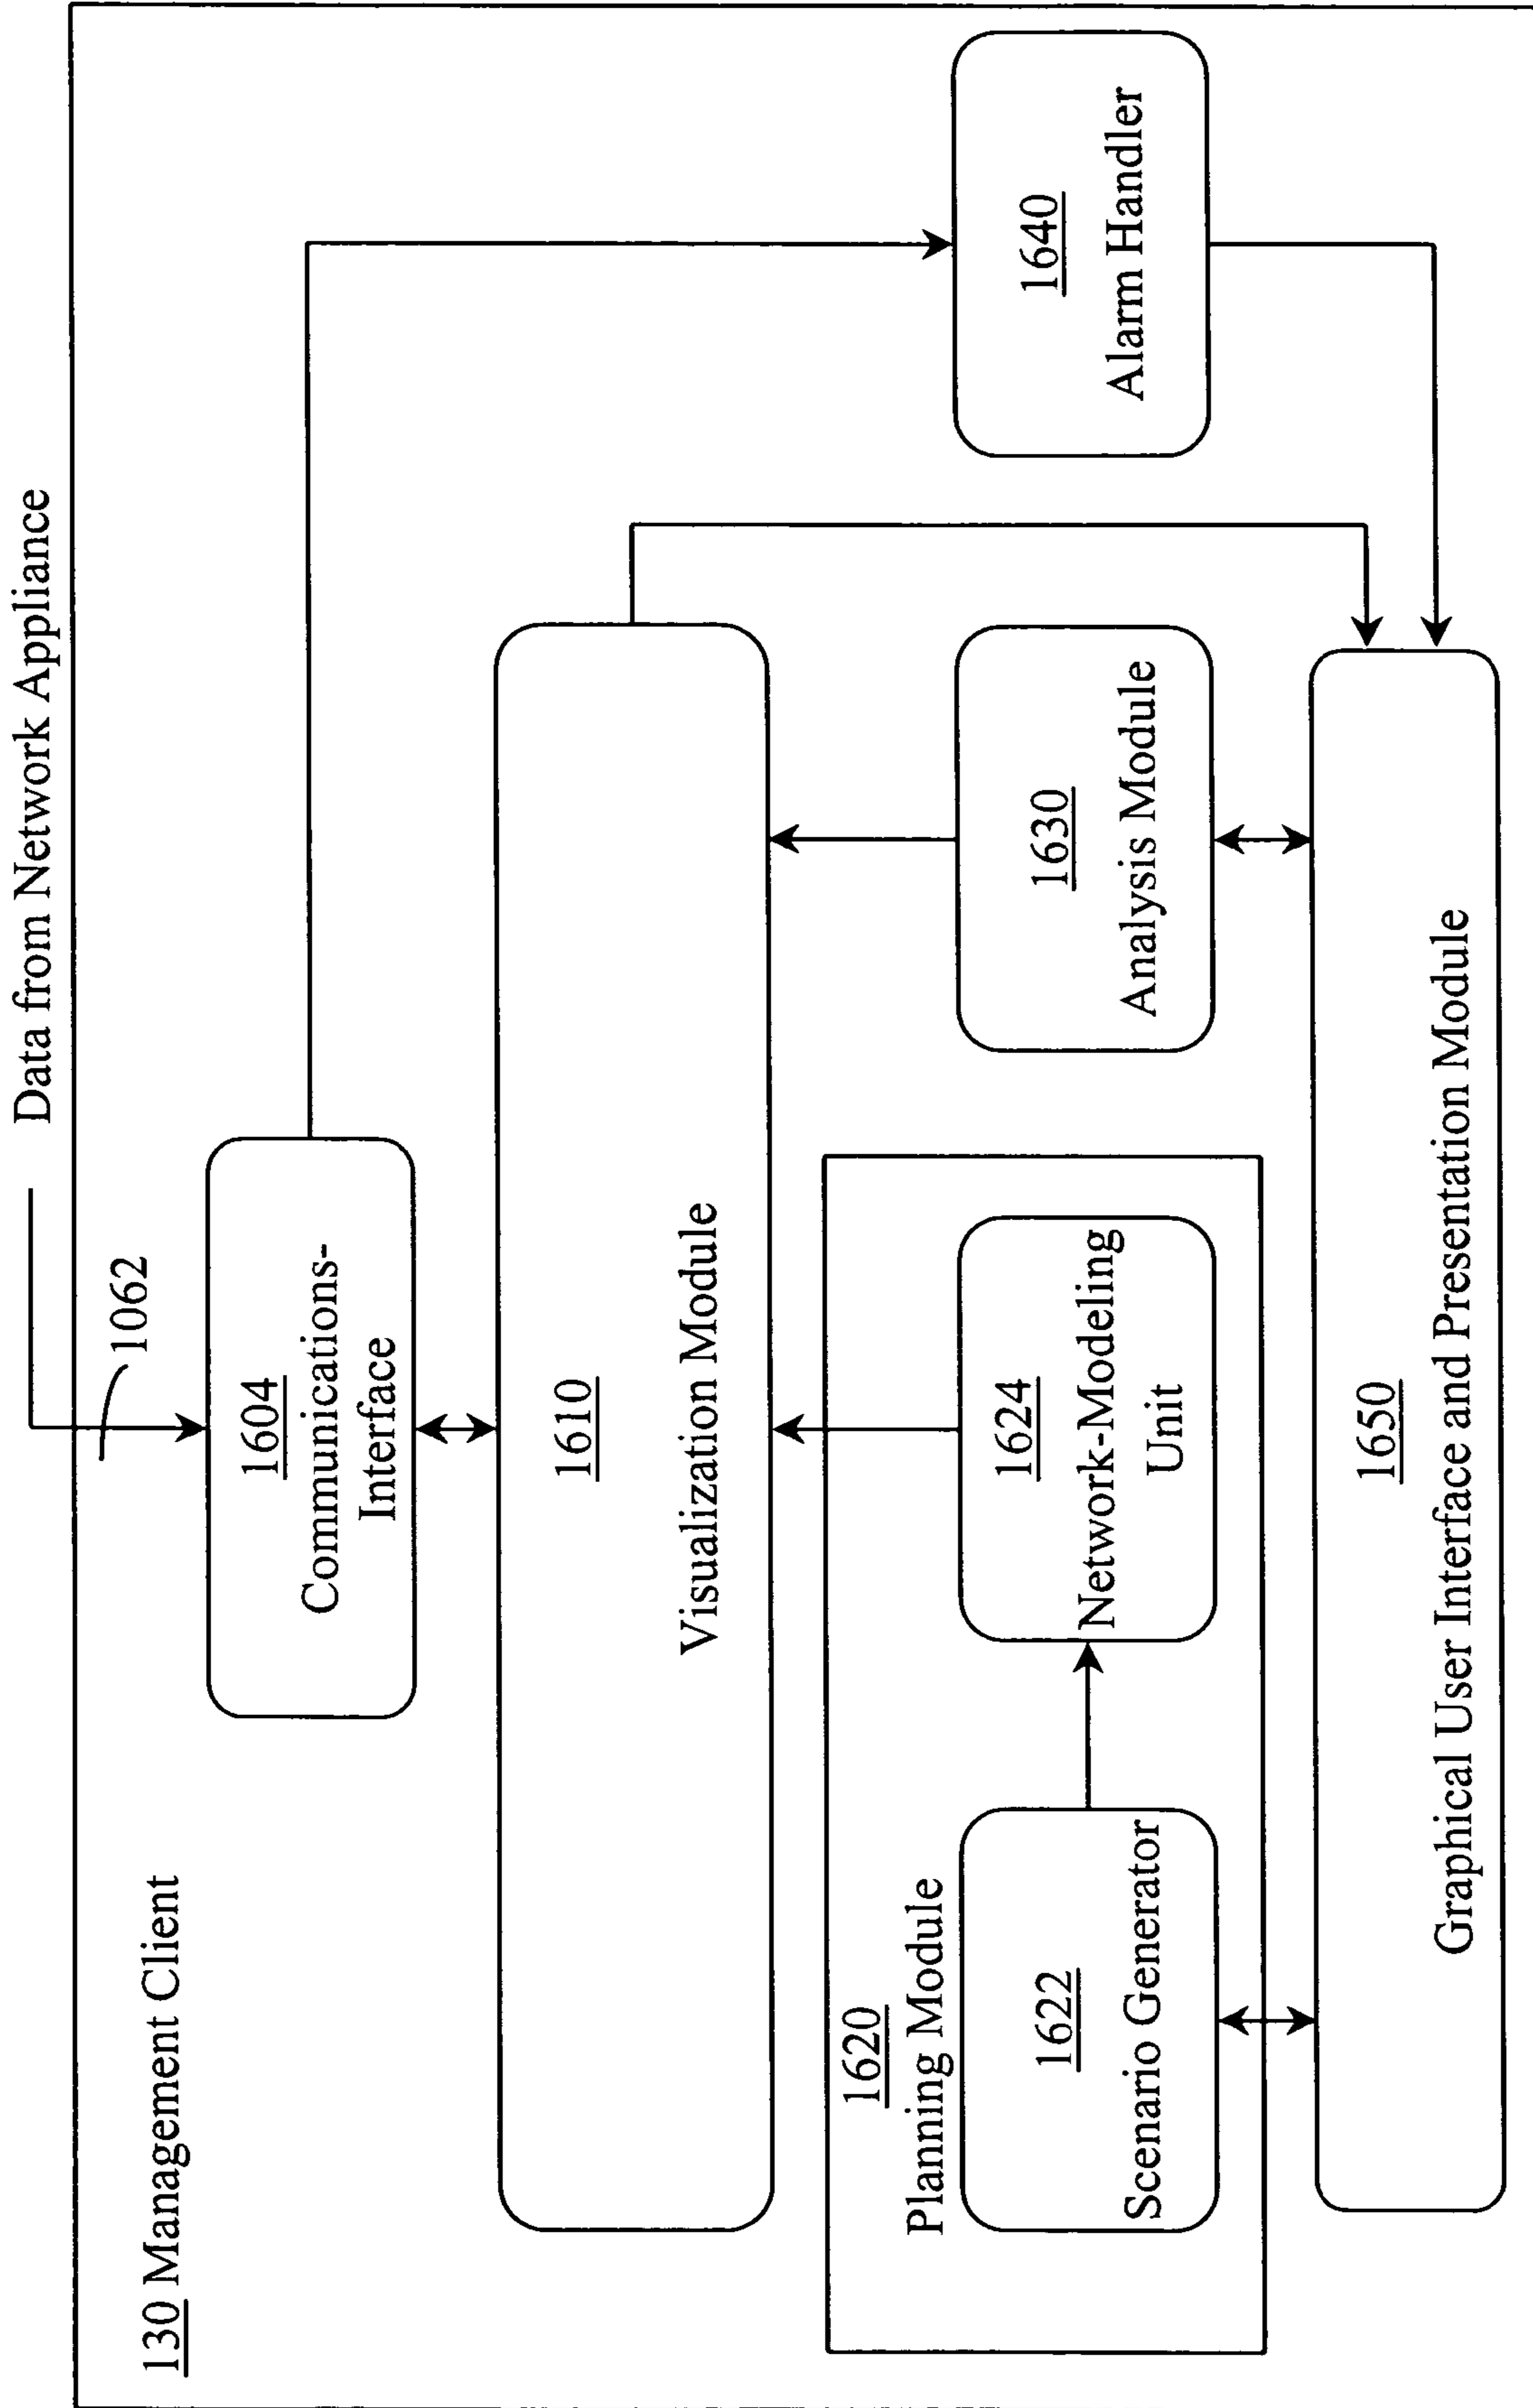 Data from Network Appliance
130 Management Client
1062
1604
Communications-
Interface
1610
Visualization Module
1620
Planning Module
1622
Scenario Generator
1624
Network-Modeling
Unit
1630
Analysis Module
1640
Alarm Handler
1650
Graphical User Interface and Presentation Module